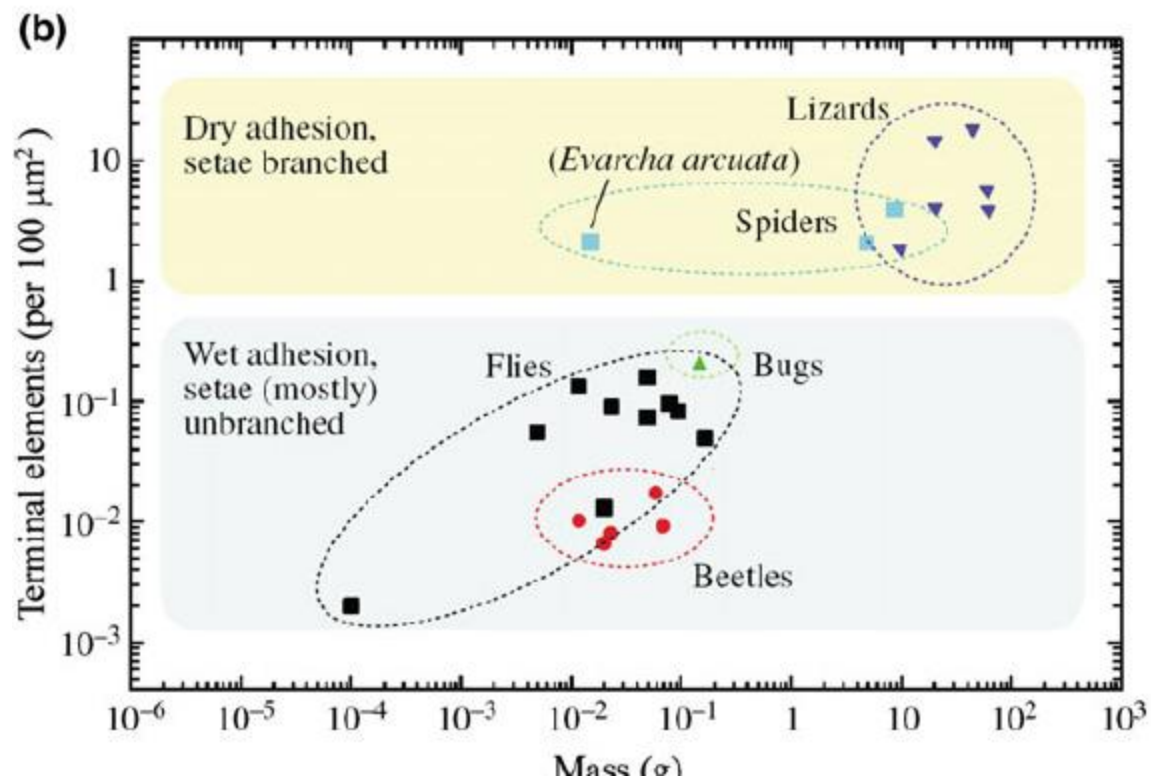 (b)
Terminal elements (per 100 μm²)
10
1
10⁻¹
10⁻²
10⁻³
Dry adhesion,
setae branched
Lizards
(Evarcha arcuata)
Spiders
Wet adhesion,
setae (mostly)
unbranched
Flies
Bugs
Beetles
10⁻⁶ 10⁻⁵ 10⁻⁴ 10⁻³ 10⁻² 10⁻¹ 1 10 10² 10³
Mass (g)